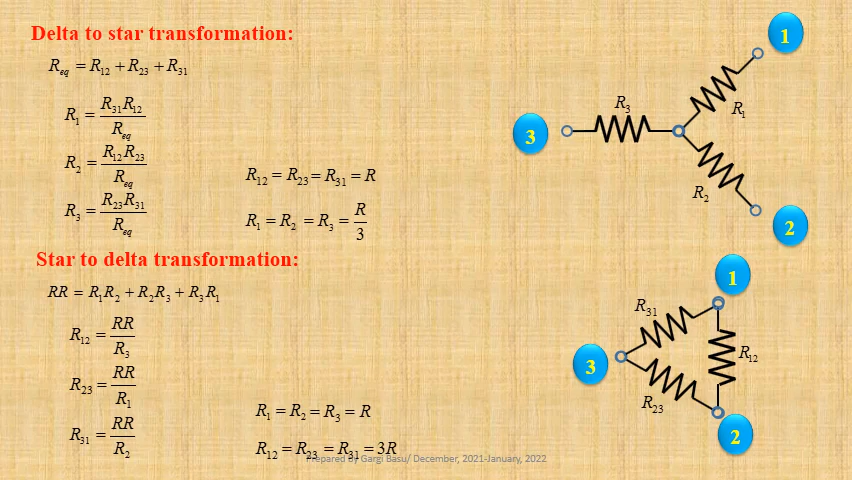 Delta to star transformation:
R_eq = R_12 + R_23 + R_31
R_1 = R_31 R_12 / R_eq
R_2 = R_12 R_23 / R_eq
R_3 = R_23 R_31 / R_eq
R_12 = R_23 = R_31 = R
R_1 = R_2 = R_3 = R / 3
Star to delta transformation:
RR = R_1 R_2 + R_2 R_3 + R_3 R_1
R_12 = RR / R_3
R_23 = RR / R_1
R_31 = RR / R_2
R_1 = R_2 = R_3 = R
R_12 = R_23 = R_31 = 3R
Prepared By Gargi Basu/ December, 2021-January, 2022
1
R_3
R_1
3
R_2
2
1
R_31
R_12
3
R_23
2